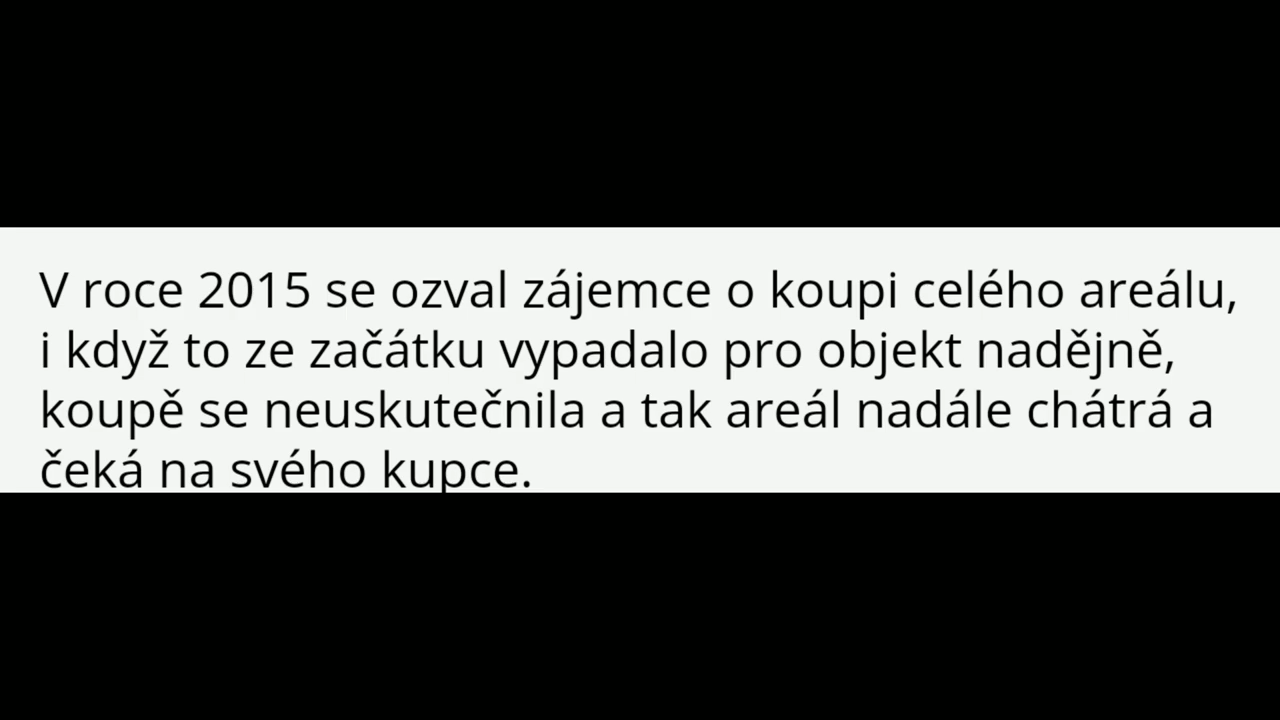 V roce 2015 se ozval zájemce o koupi celého areálu,
i když to ze začátku vypadalo pro objekt nadějně,
koupě se neuskutečnila a tak areál nadále chátrá a
čeká na svého kupce.